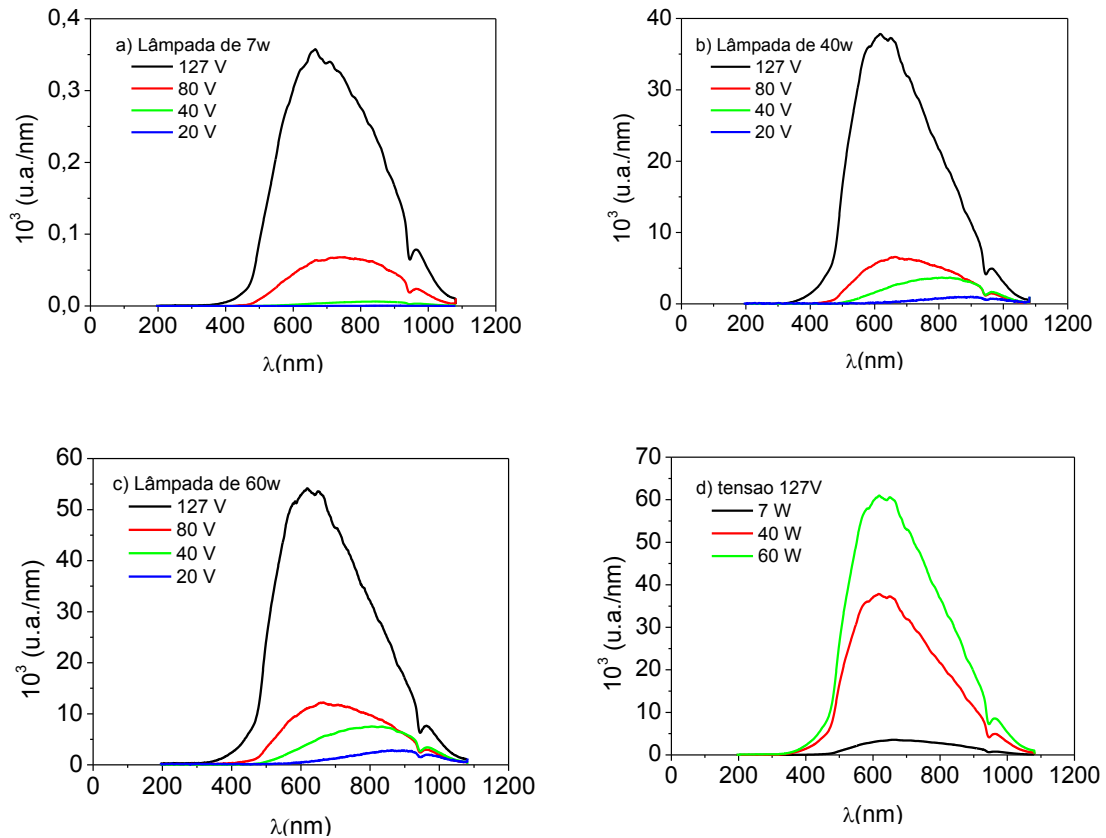 a) Lâmpada de 7w
127 V
80 V
40 V
20 V
0,4
0,3
0,2
0,1
0,0
10³ (u.a./nm)
0 200 400 600 800 1000 1200
λ(nm)
b) Lâmpada de 40w
127 V
80 V
40 V
20 V
40
30
20
10
0
10³ (u.a./nm)
0 200 400 600 800 1000 1200
λ(nm)
c) Lâmpada de 60w
127 V
80 V
40 V
20 V
60
50
40
30
20
10
0
10³ (u.a./nm)
0 200 400 600 800 1000 1200
λ(nm)
d) tensao 127V
7 W
40 W
60 W
70
60
50
40
30
20
10
0
10³ (u.a./nm)
0 200 400 600 800 1000 1200
λ(nm)